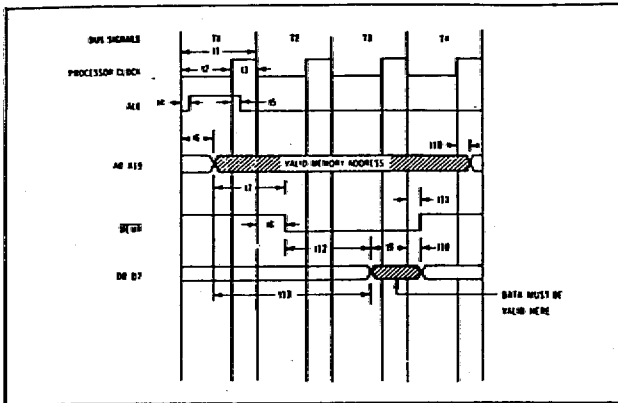 BUS SIGNALS T1 T2 T3 T4
t1
PROCESSOR CLOCK t2 t3
ALE t4 t5
t6 t10
A0 A19 VALID MEMORY ADDRESS
t7 t11
t8 t12 t9 t10
D0 D7
t13 DATA MUST BE
VALID HERE